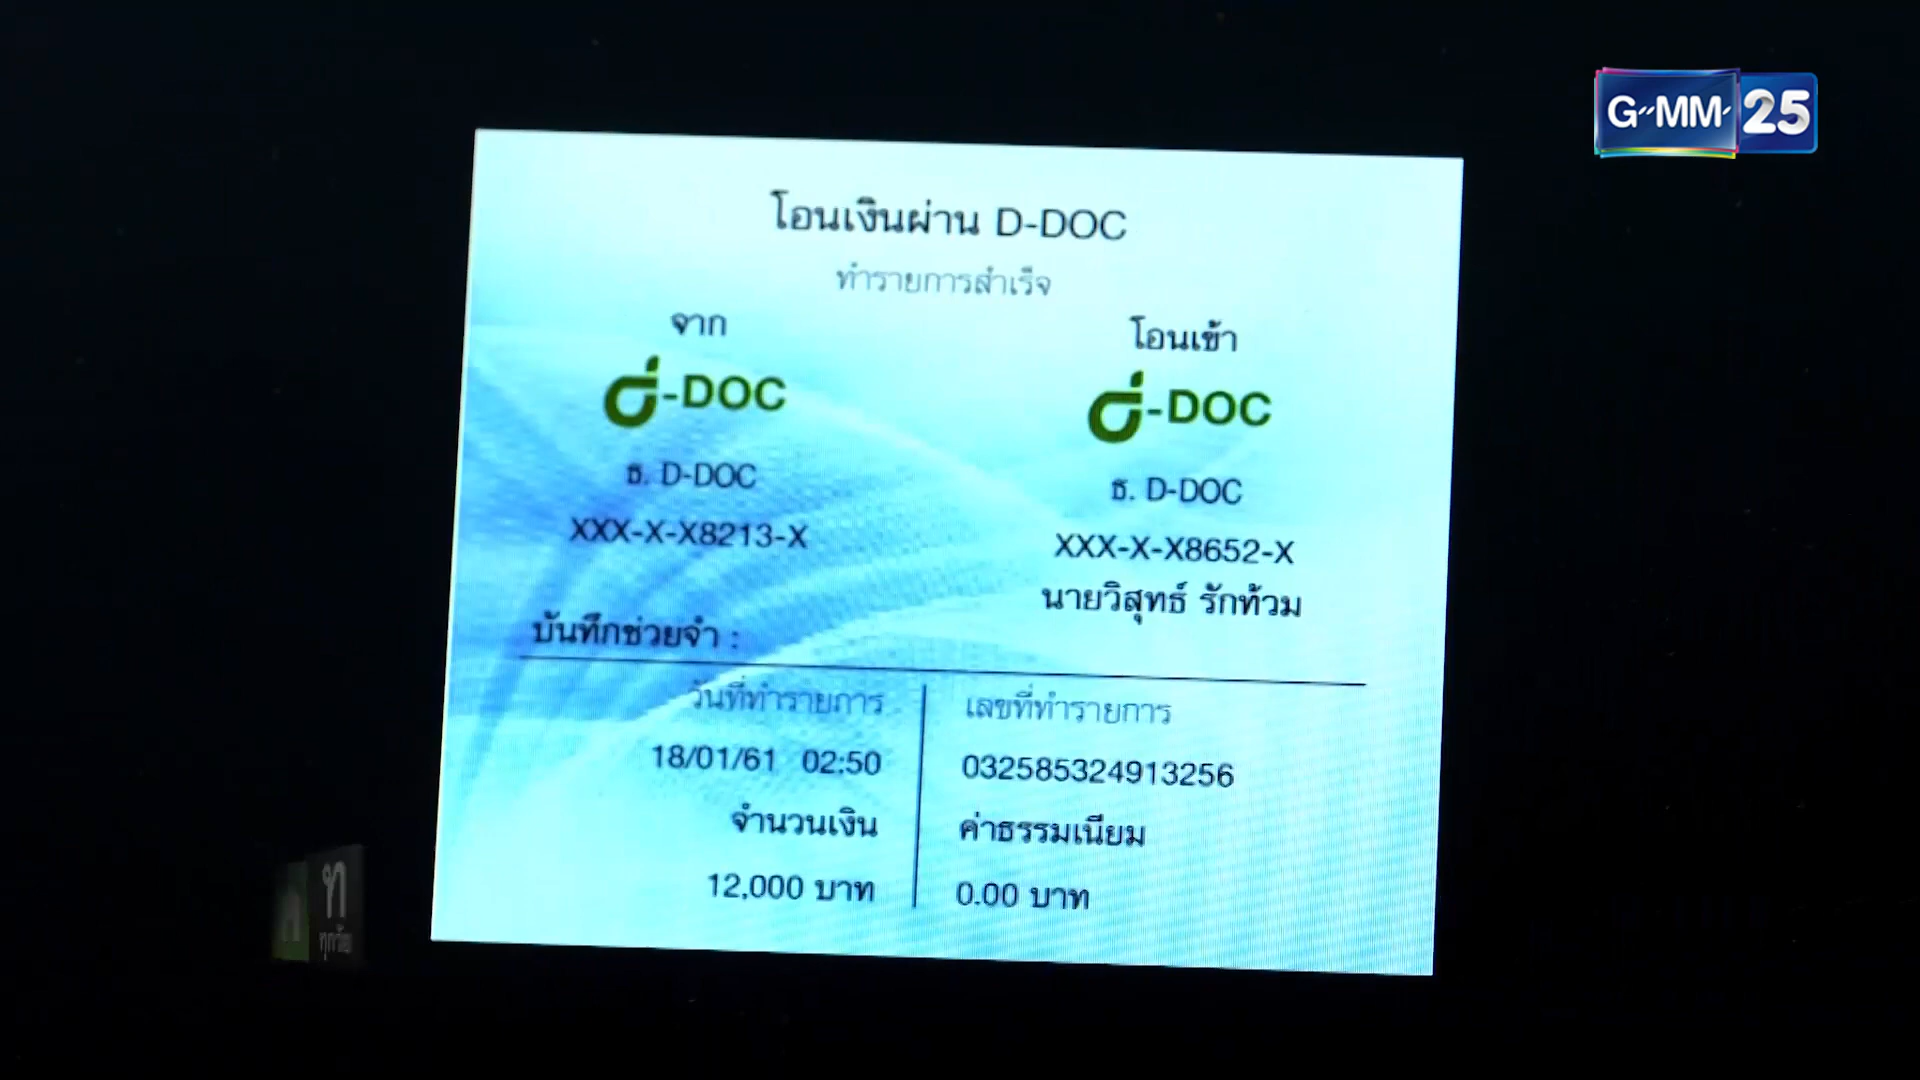 G-MM 25
โอนเงินผ่าน D-DOC
ทำรายการสำเร็จ
จาก
โอนเข้า
d-DOC
d-DOC
ธ. D-DOC
ธ. D-DOC
XXX-X-X8213-X
XXX-X-X8652-X
นายวิสุทธ์ รักท้วม
บันทึกช่วยจำ :
วันที่ทำรายการ
เลขที่ทำรายการ
18/01/61 02:50
032585324913256
จำนวนเงิน
ค่าธรรมเนียม
12,000 บาท
0.00 บาท
ท
ทุกวัย